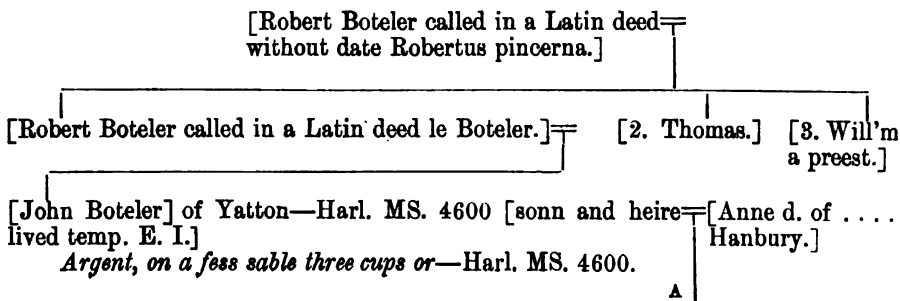 [Robert Boteler called in a Latin deed
without date Robertus pincerna.]
[Robert Boteler called in a Latin deed le Boteler.]
[2. Thomas.]
[3. Will'm
a preest.]
[John Boteler] of Yatton—Harl. MS. 4600 [sonn and heire
lived temp. E. I.]
[Anne d. of . . . .
Hanbury.]
Argent, on a fess sable three cups or—Harl. MS. 4600.
A